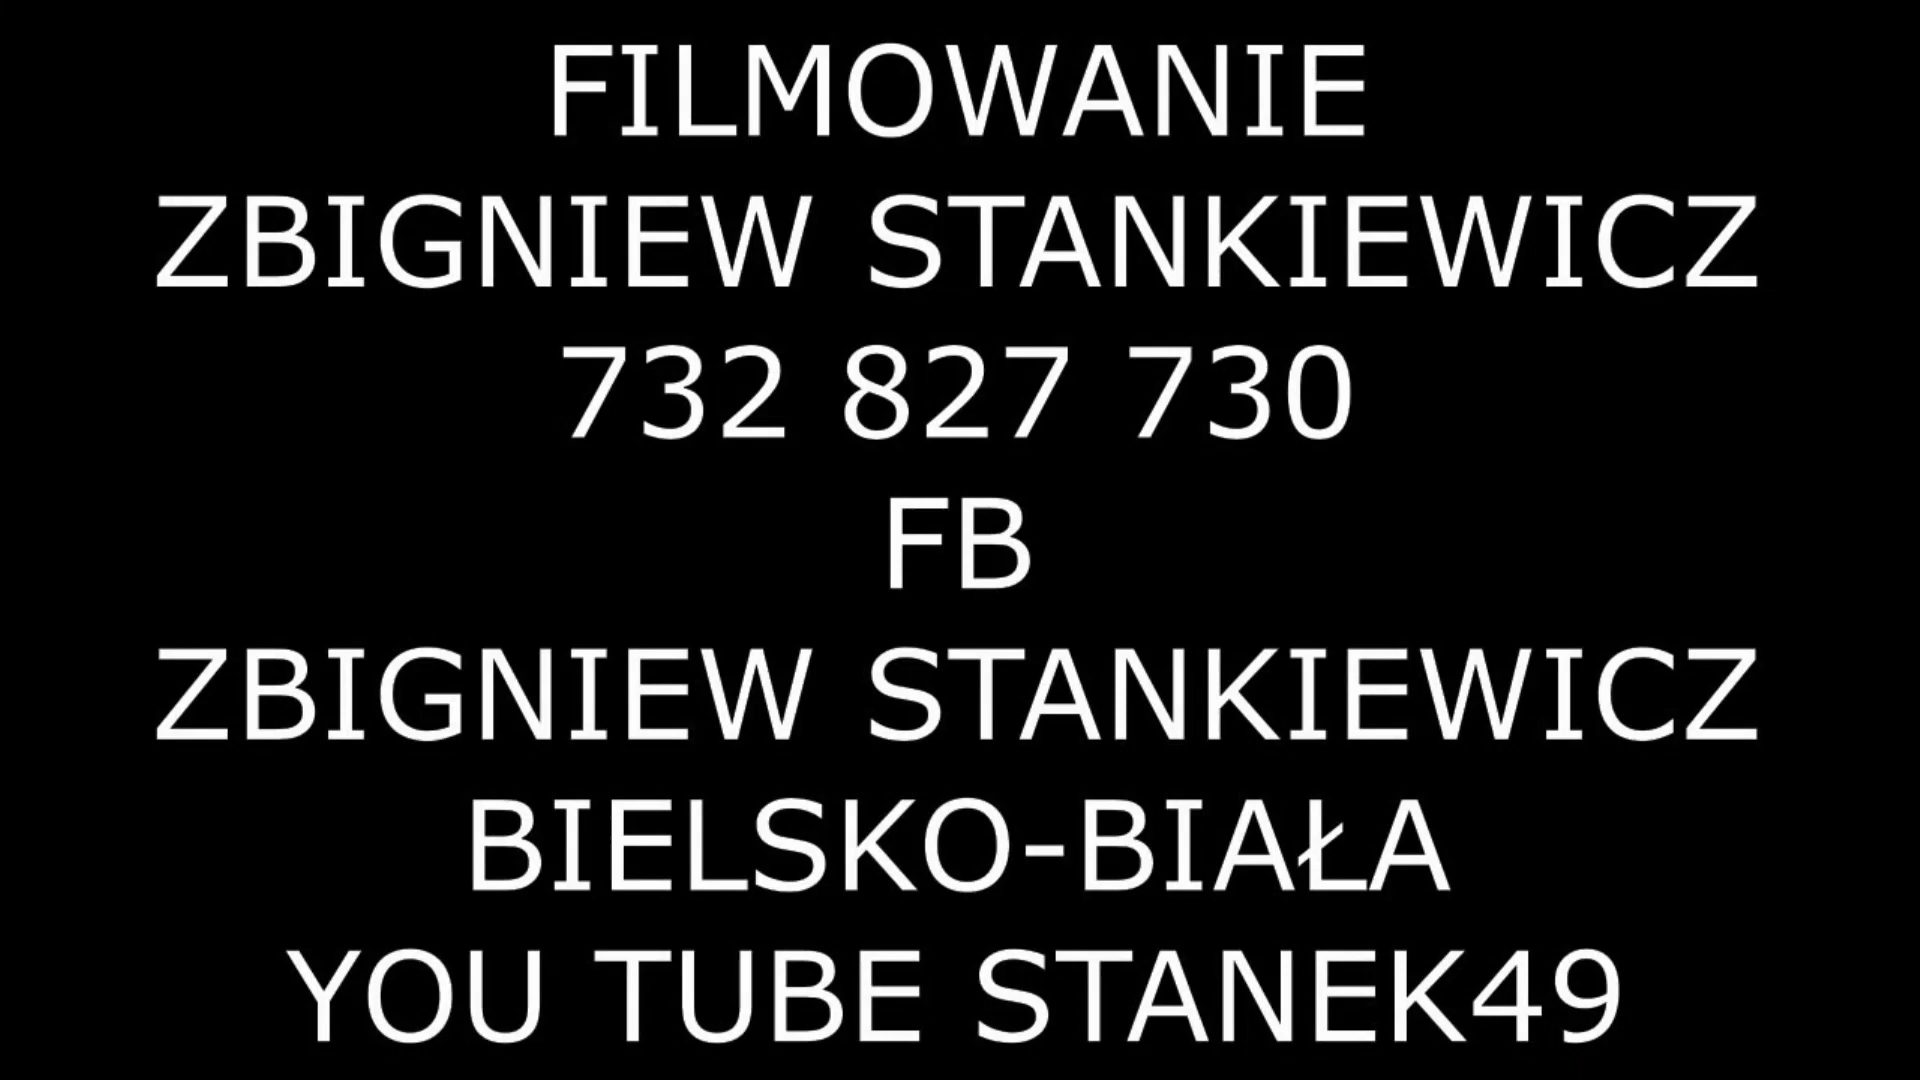 FILMOWANIE
ZBIGNIEW STANKIEWICZ
732 827 730
FB
ZBIGNIEW STANKIEWICZ
BIELSKO-BIAŁA
YOU TUBE STANEK49